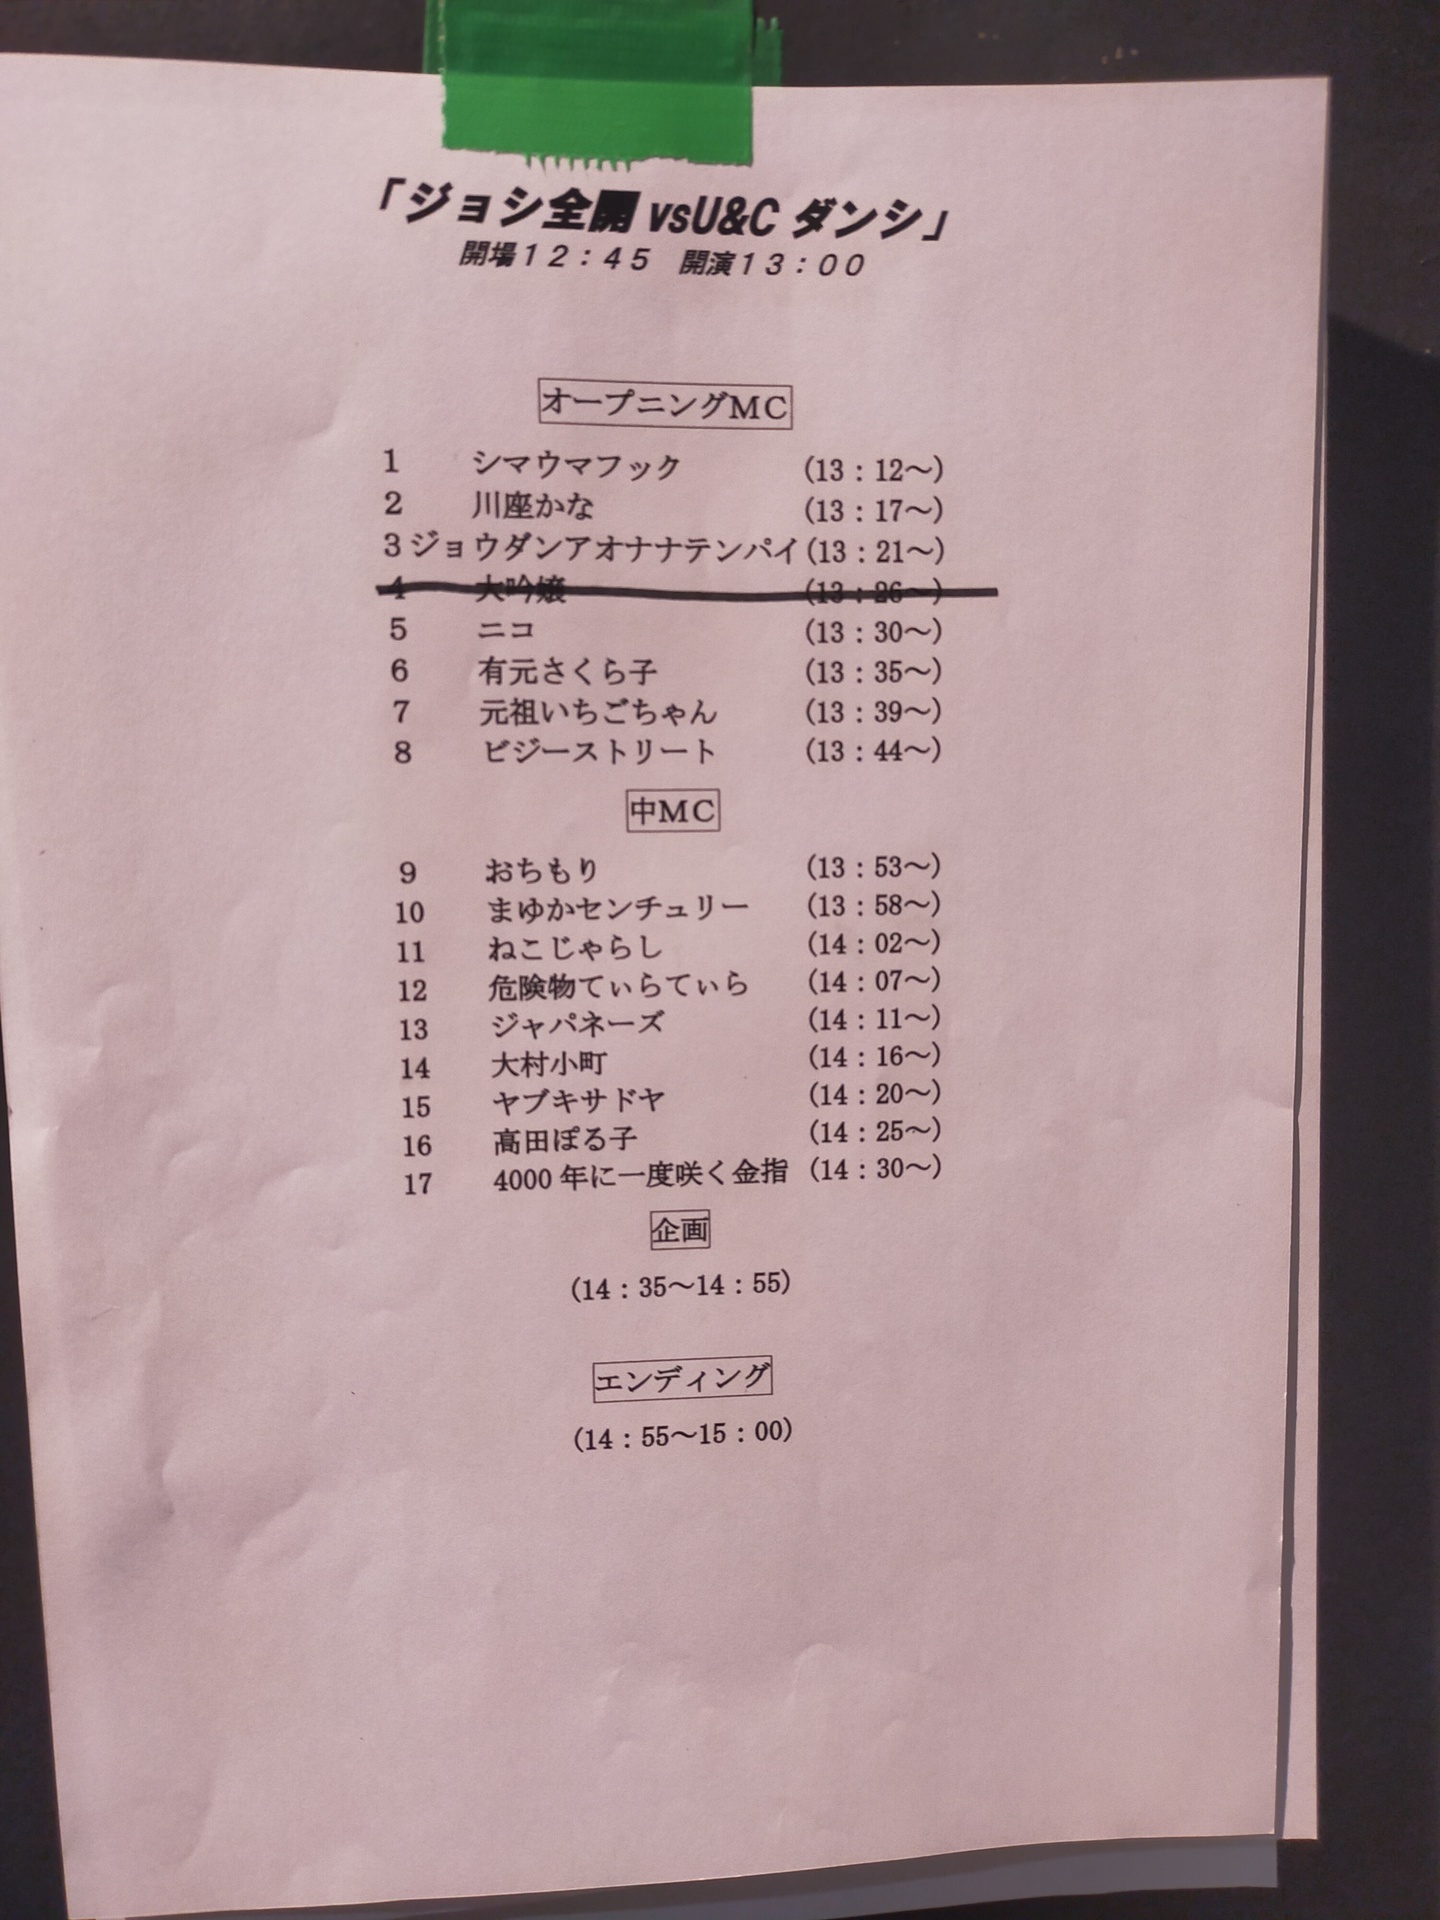 「ジョシ全開 vsU&C ダンシ」
開場12：45　開演13：00
オープニングMC
1 シマウマフック (13：12～)
2 川座かな (13：17～)
3 ジョウダンアオナナテンパイ (13：21～)
4 大吟嬢 (13：26～)
5 ニコ (13：30～)
6 有元さくら子 (13：35～)
7 元祖いちごちゃん (13：39～)
8 ビジーストリート (13：44～)
中MC
9 おちもり (13：53～)
10 まゆかセンチュリー (13：58～)
11 ねこじゃらし (14：02～)
12 危険物てぃらてぃら (14：07～)
13 ジャパネーズ (14：11～)
14 大村小町 (14：16～)
15 ヤブキサドヤ (14：20～)
16 高田ぽる子 (14：25～)
17 4000 年に一度咲く金指 (14：30～)
企画
(14：35～14：55)
エンディング
(14：55～15：00)